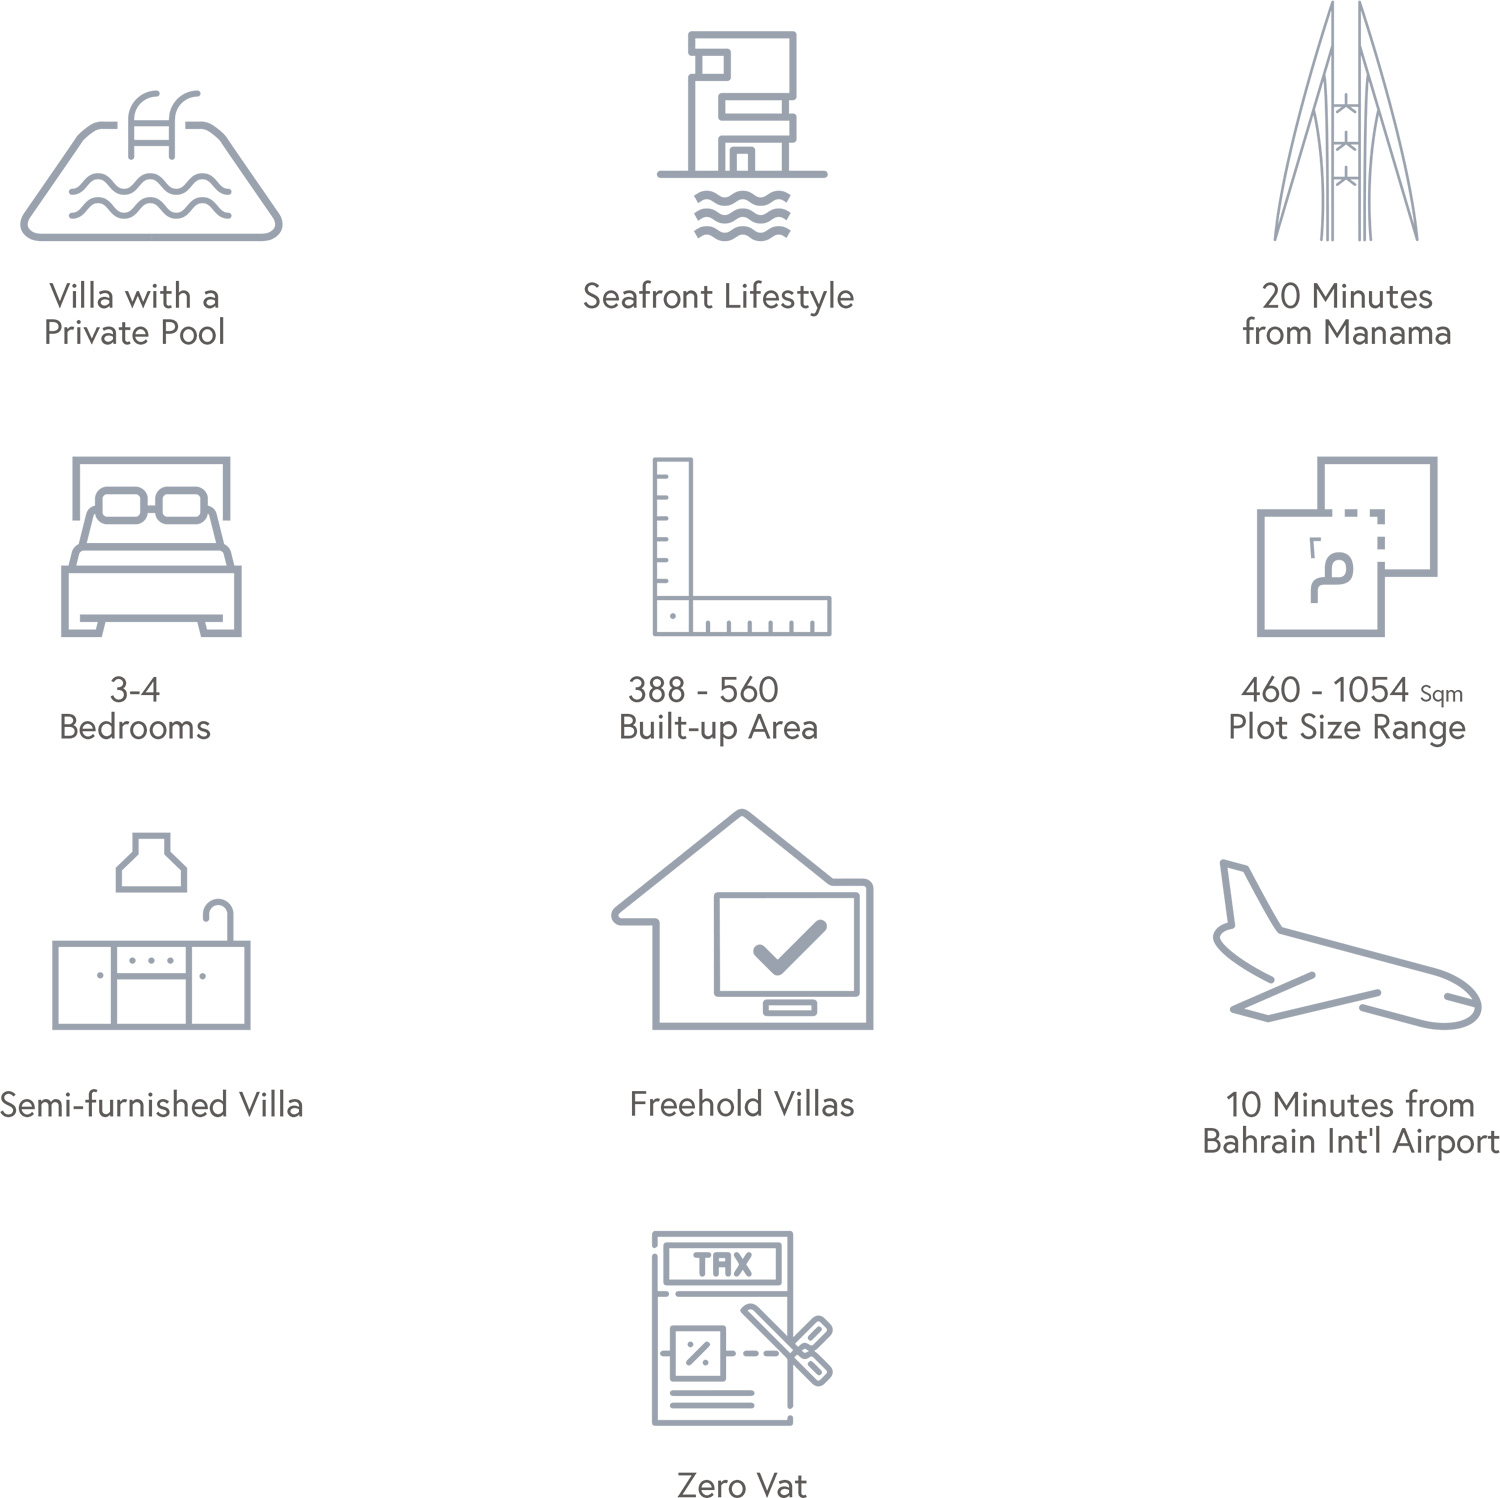 Villa with a
Private Pool
Seafront Lifestyle
20 Minutes
from Manama
م٢
3-4
Bedrooms
388 - 560
Built-up Area
460 - 1054 Sqm
Plot Size Range
Semi-furnished Villa
Freehold Villas
10 Minutes from
Bahrain Int'l Airport
TAX
%
Zero Vat